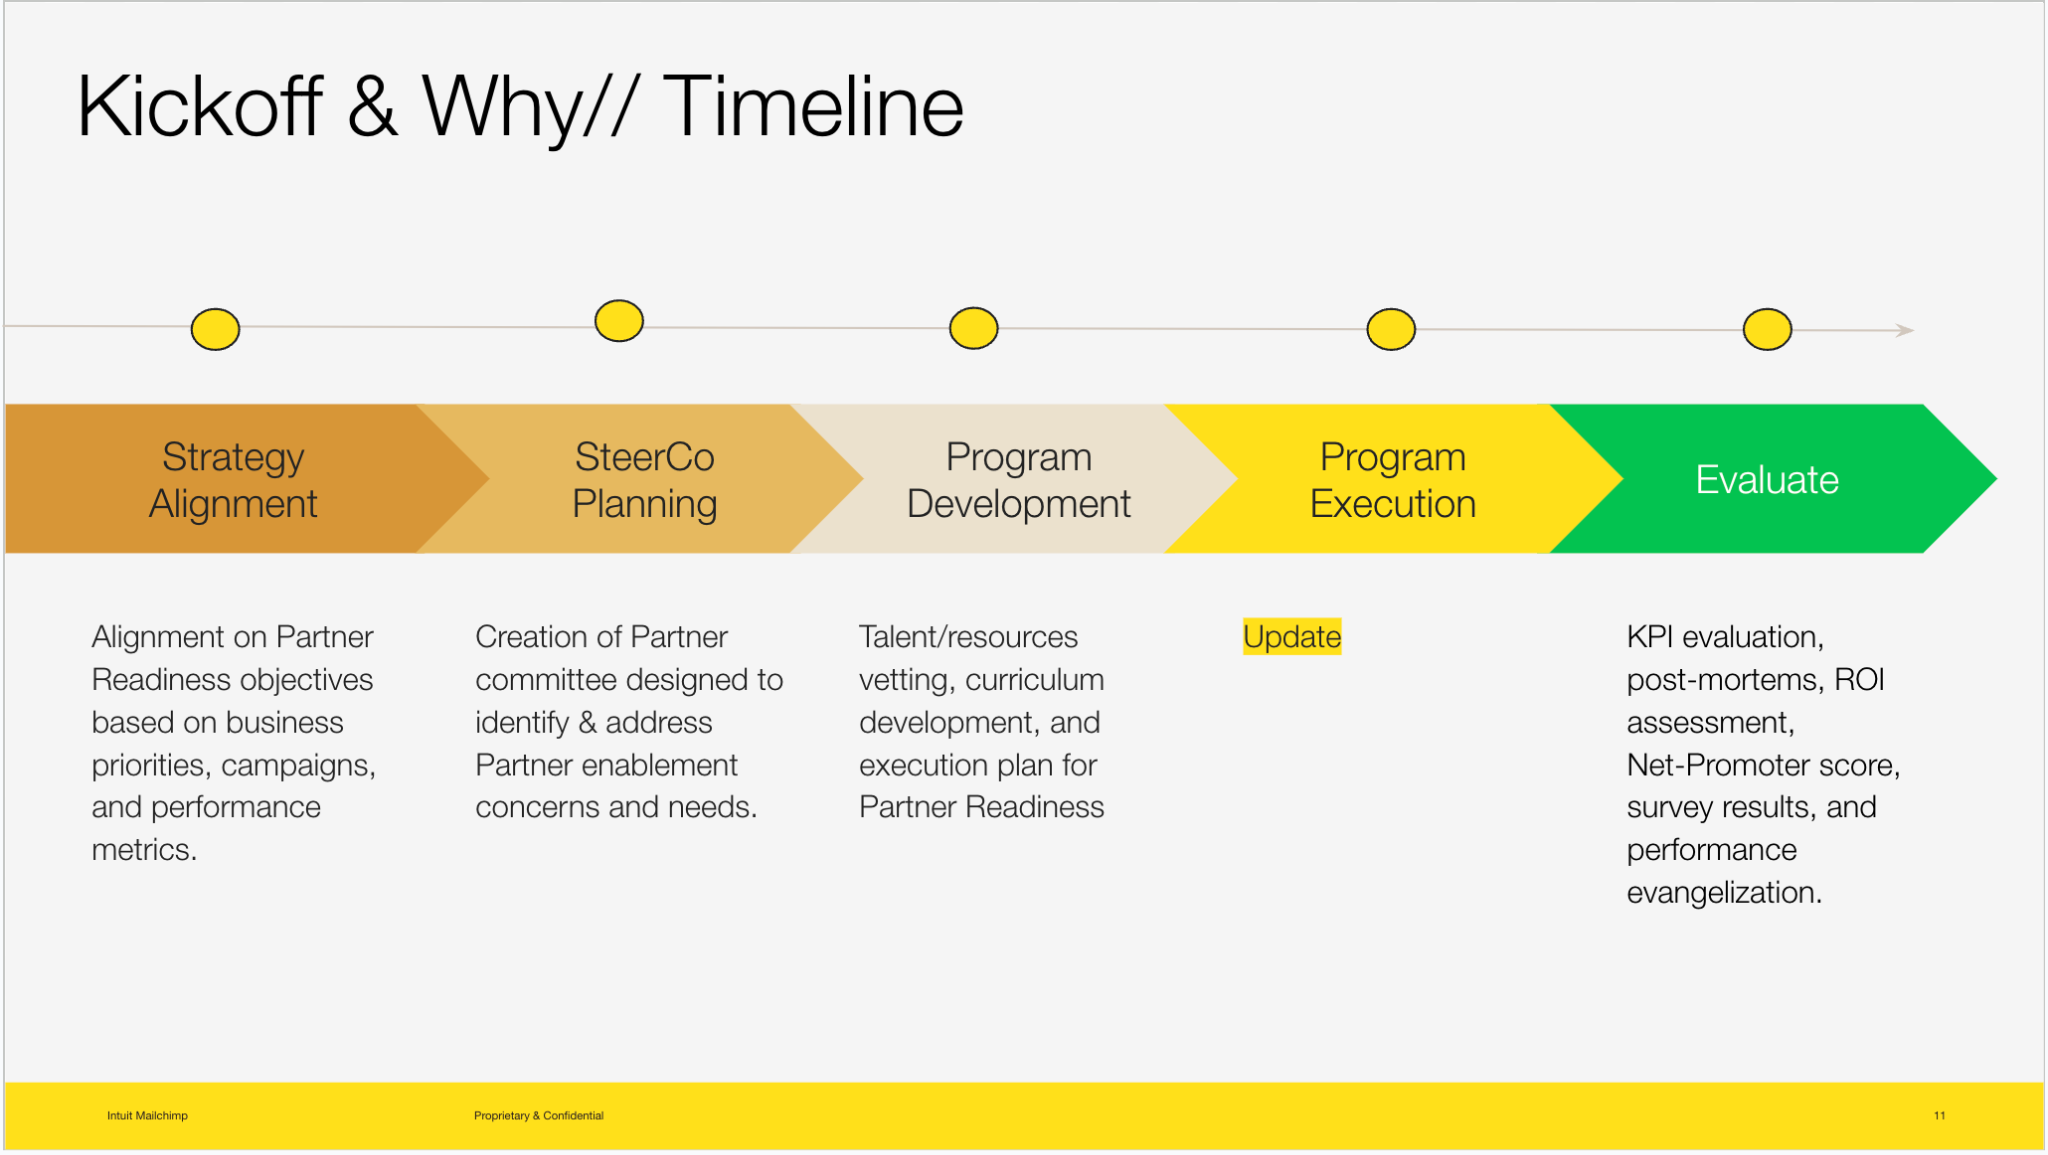 Kickoff & Why// Timeline
Strategy
Alignment
SteerCo
Planning
Program
Development
Program
Execution
Evaluate
Alignment on Partner
Readiness objectives
based on business
priorities, campaigns,
and performance
metrics.
Creation of Partner
committee designed to
identify & address
Partner enablement
concerns and needs.
Talent/resources
vetting, curriculum
development, and
execution plan for
Partner Readiness
Update
KPI evaluation,
post-mortems, ROI
assessment,
Net-Promoter score,
survey results, and
performance
evangelization.
Intuit Mailchimp
Proprietary & Confidential
11